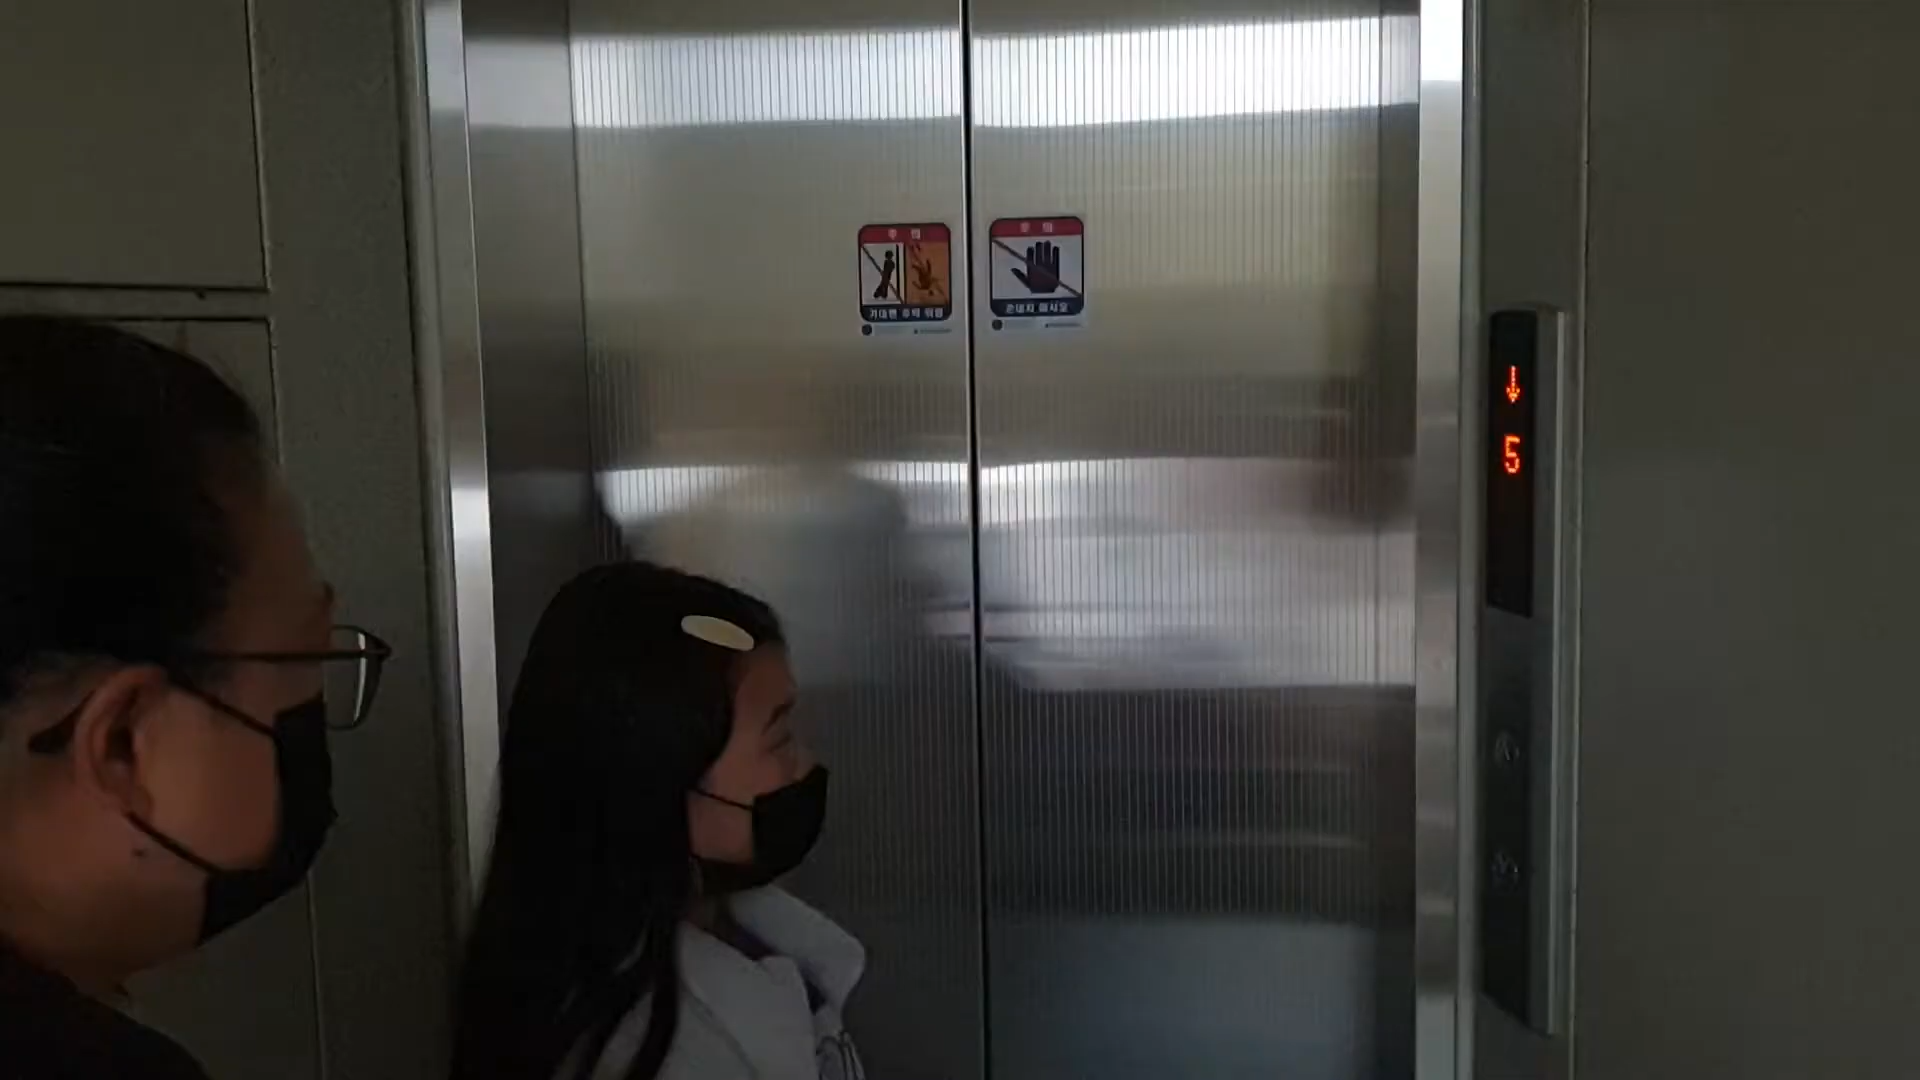 주 의
기대면 추락 위험
주 의
손대지 마시오
↓
5